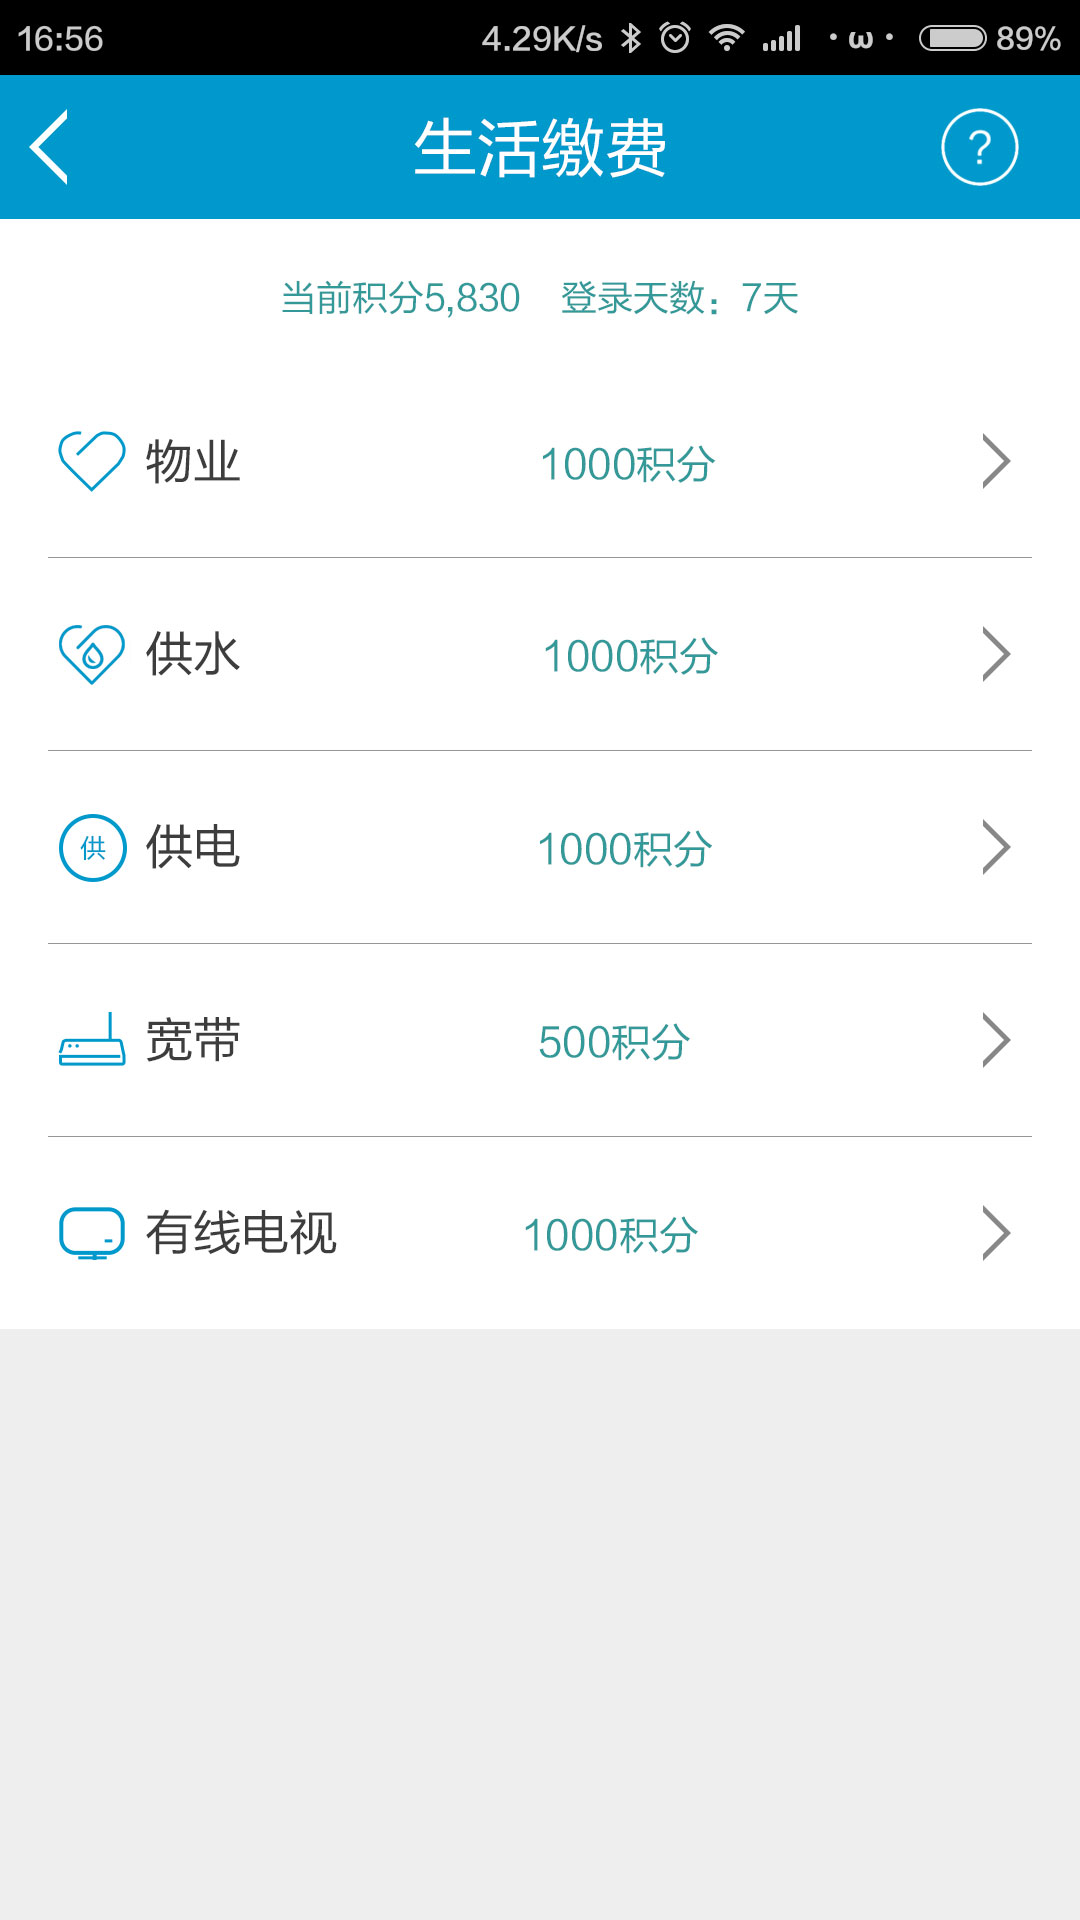 16:56 4.29K/s ·ω· 89%
生活缴费 ?
当前积分5,830 登录天数：7天
物业 1000积分
供水 1000积分
供 供电 1000积分
宽带 500积分
有线电视 1000积分